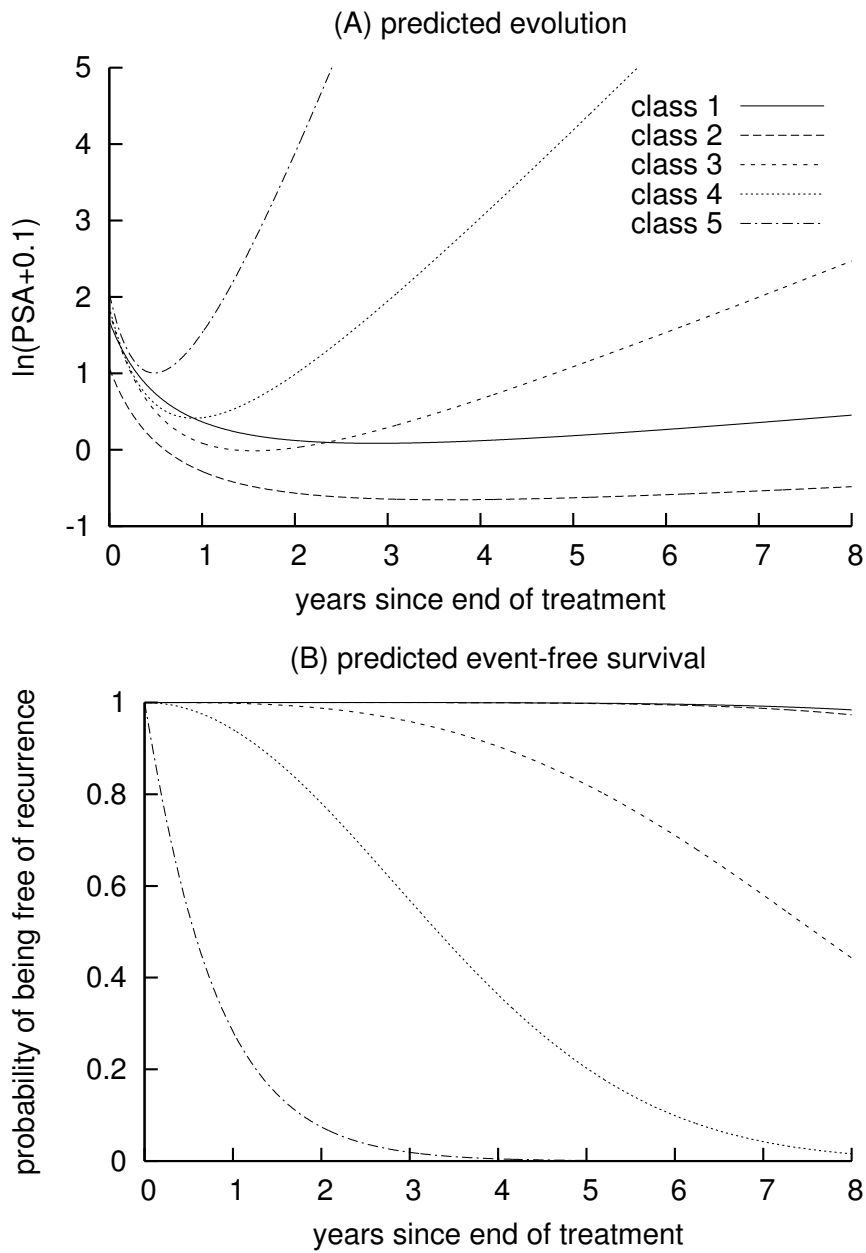 (A) predicted evolution
5
4
3
2
1
0
-1
ln(PSA+0.1)
class 1
class 2
class 3
class 4
class 5
0 1 2 3 4 5 6 7 8
years since end of treatment
(B) predicted event-free survival
1
0.8
0.6
0.4
0.2
0
probability of being free of recurrence
0 1 2 3 4 5 6 7 8
years since end of treatment